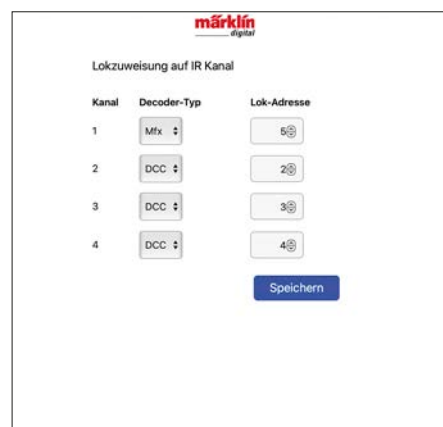 märklin
digital
Lokzuweisung auf IR Kanal
Kanal Decoder-Typ Lok-Adresse
1 Mfx 5
2 DCC 2
3 DCC 3
4 DCC 4
Speichern